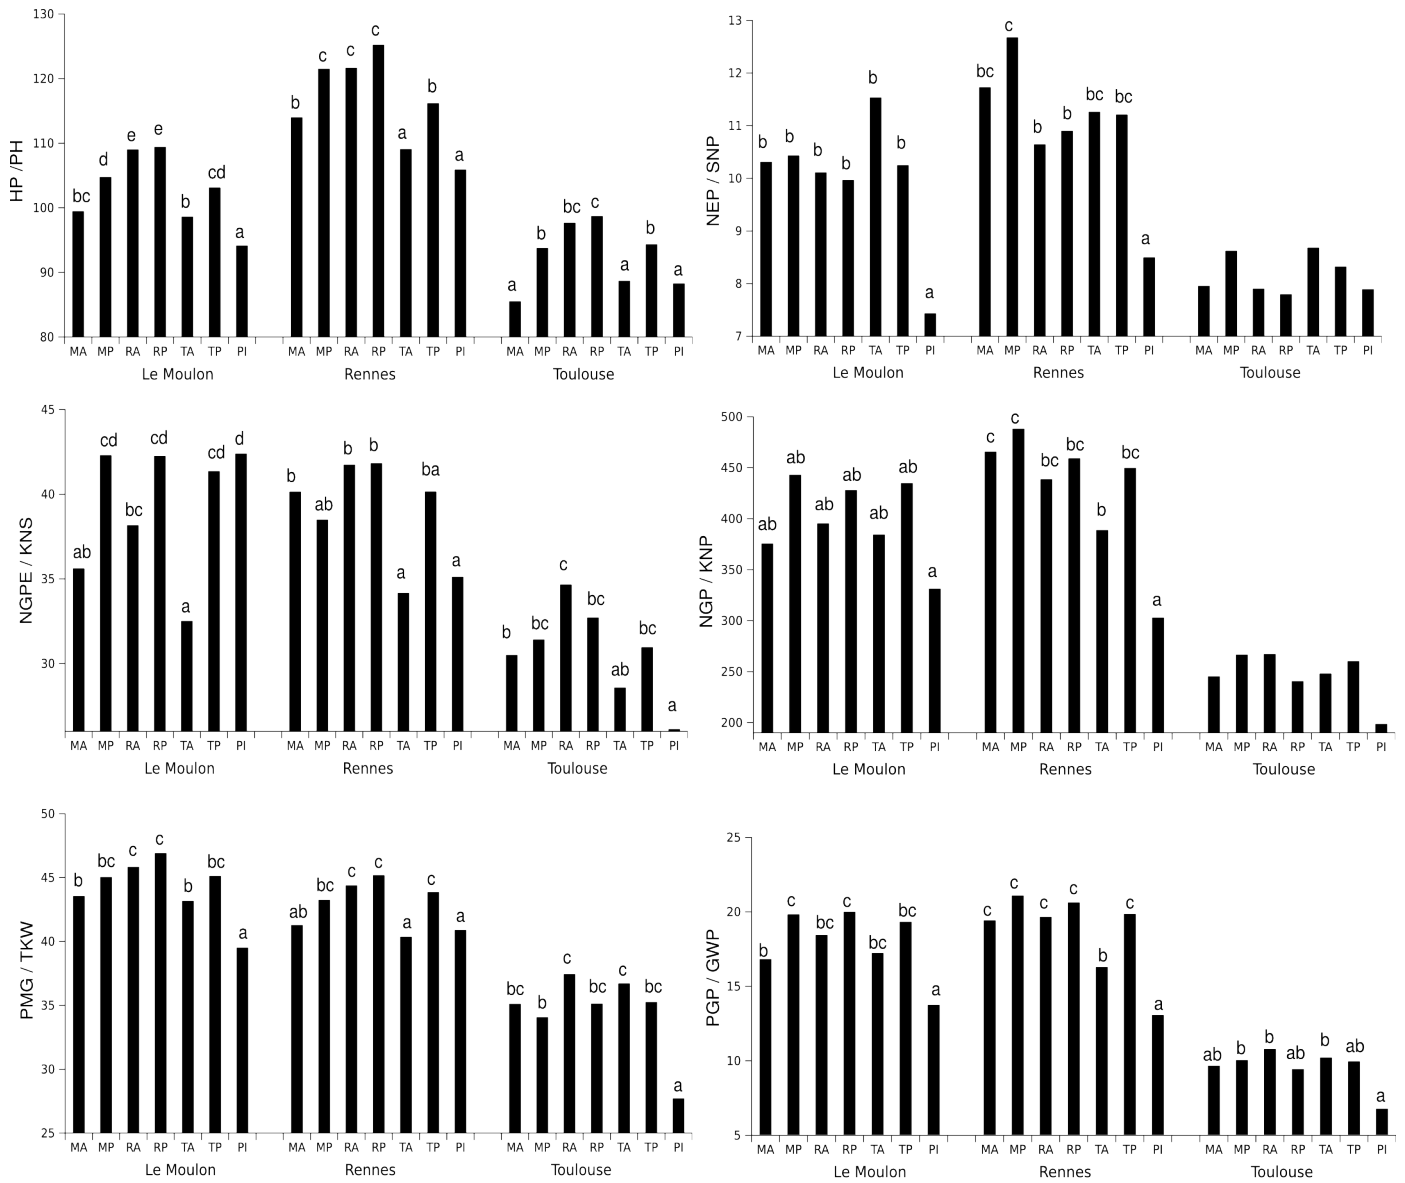 HP /PH
130
120
110
100
90
80
bc d e e b cd a
b c c c a b a
a b bc c a b a
MA MP RA RP TA TP PI MA MP RA RP TA TP PI MA MP RA RP TA TP PI
Le Moulon Rennes Toulouse
NEP / SNP
13
12
11
10
9
8
7
b b b b b b a
bc c b b bc bc a
MA MP RA RP TA TP PI MA MP RA RP TA TP PI MA MP RA RP TA TP PI
Le Moulon Rennes Toulouse
NGPE / KNS
45
40
35
30
ab cd bc cd a cd d
b ab b b a ba a
b bc c bc ab bc a
MA MP RA RP TA TP PI MA MP RA RP TA TP PI MA MP RA RP TA TP PI
Le Moulon Rennes Toulouse
NGP / KNP
500
450
400
350
300
250
200
ab ab ab ab ab ab a
c c bc bc b bc a
MA MP RA RP TA TP PI MA MP RA RP TA TP PI MA MP RA RP TA TP PI
Le Moulon Rennes Toulouse
PMG / TKW
50
45
40
35
30
25
b bc c c b bc a
ab bc c c a c a
bc b c bc c bc a
MA MP RA RP TA TP PI MA MP RA RP TA TP PI MA MP RA RP TA TP PI
Le Moulon Rennes Toulouse
PGP / GWP
25
20
15
10
5
b c bc c bc bc a
c c c c b c a
ab b b ab b ab a
MA MP RA RP TA TP PI MA MP RA RP TA TP PI MA MP RA RP TA TP PI
Le Moulon Rennes Toulouse